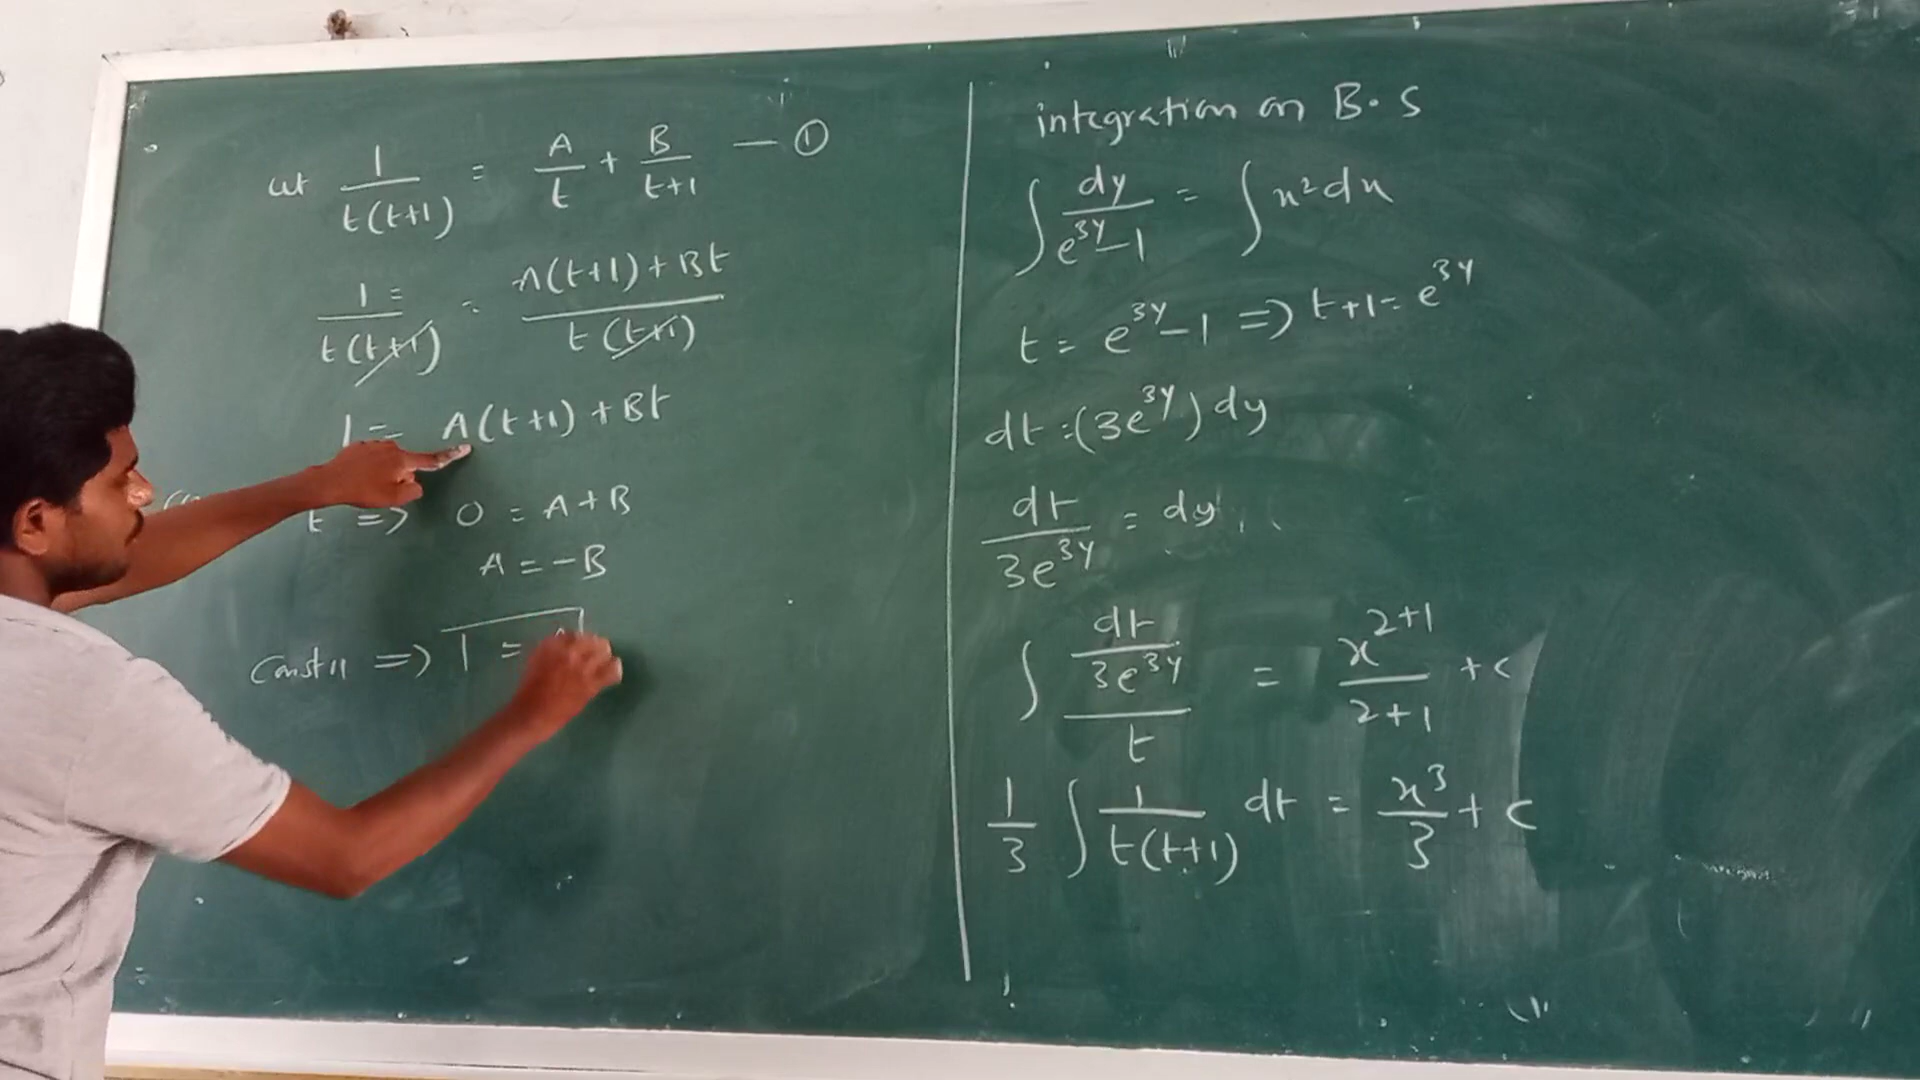 Let 1/t(t+1) = A/t + B/t+1 — ①
1 =/t(t+1) = A(t+1)+Bt/t(t+1)
1 = A(t+1) + Bt
t => 0 = A+B
A = -B
const => 1 =
integration on B.S
∫ dy/e^3y-1 = ∫ x² dx
t = e^3y-1 => t+1 = e^3y
dt = (3e^3y) dy
dt/3e^3y = dy
∫ (dt/3e^3y)/t = x^2+1/2+1 + c
1/3 ∫ 1/t(t+1) dt = x³/3 + c